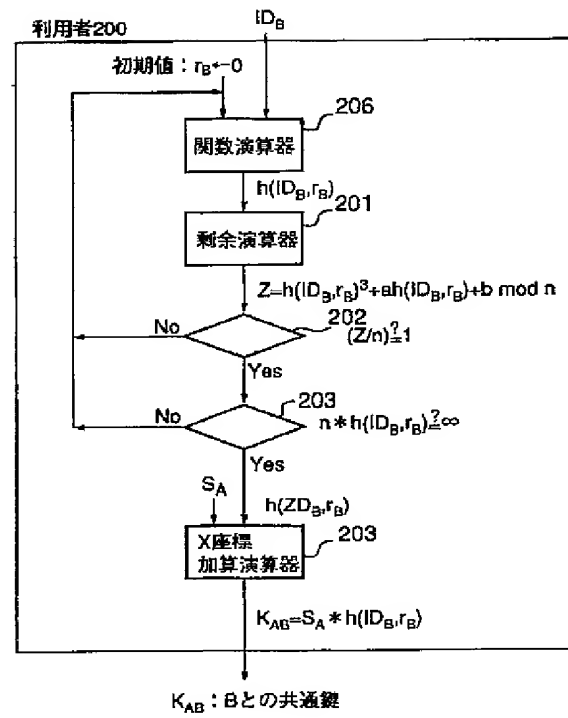 利用者200
ID_B
初期値：r_B←0
206
関数演算器
h(ID_B,r_B)
201
剰余演算器
Z=h(ID_B,r_B)^3+ah(ID_B,r_B)+b mod n
202
No
(Z/n)≟1
Yes
203
No
n＊h(ID_B,r_B)≟∞
Yes
S_A
h(ZD_B,r_B)
203
X座標
加算演算器
K_AB=S_A＊h(ID_B,r_B)
K_AB：Bとの共通鍵